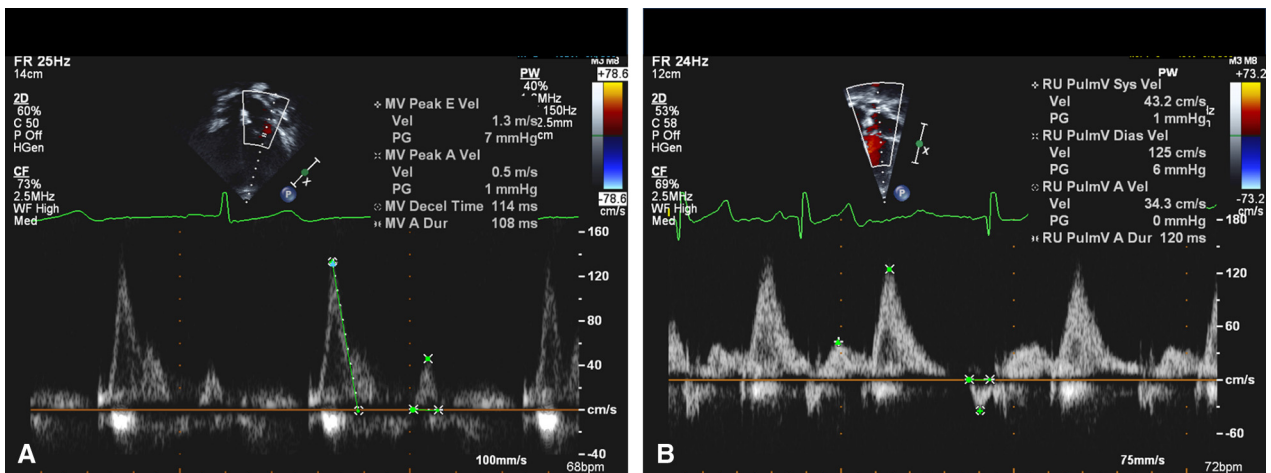 FR 25Hz
14cm
2D
60%
C 50
P Off
HGen
CF
73%
2.5MHz
WF High
Med
PW
40%
150Hz
2.5mm
cm
M3 M8
+78.6
-78.6
cm/s
P
X
MV Peak E Vel
Vel 1.3 m/s
PG 7 mmHg
MV Peak A Vel
Vel 0.5 m/s
PG 1 mmHg
MV Decel Time 114 ms
MV A Dur 108 ms
160
120
80
40
cm/s
-40
A
100mm/s
68bpm
FR 24Hz
12cm
2D
53%
C 58
P Off
HGen
CF
69%
2.5MHz
WF High
Med
PW
M3 M8
+73.2
-73.2
cm/s
P
X
RU PulmV Sys Vel
Vel 43.2 cm/s
PG 1 mmHg
RU PulmV Dias Vel
Vel 125 cm/s
PG 6 mmHg
RU PulmV A Vel
Vel 34.3 cm/s
PG 0 mmHg
RU PulmV A Dur 120 ms
180
120
60
cm/s
-60
B
75mm/s
72bpm